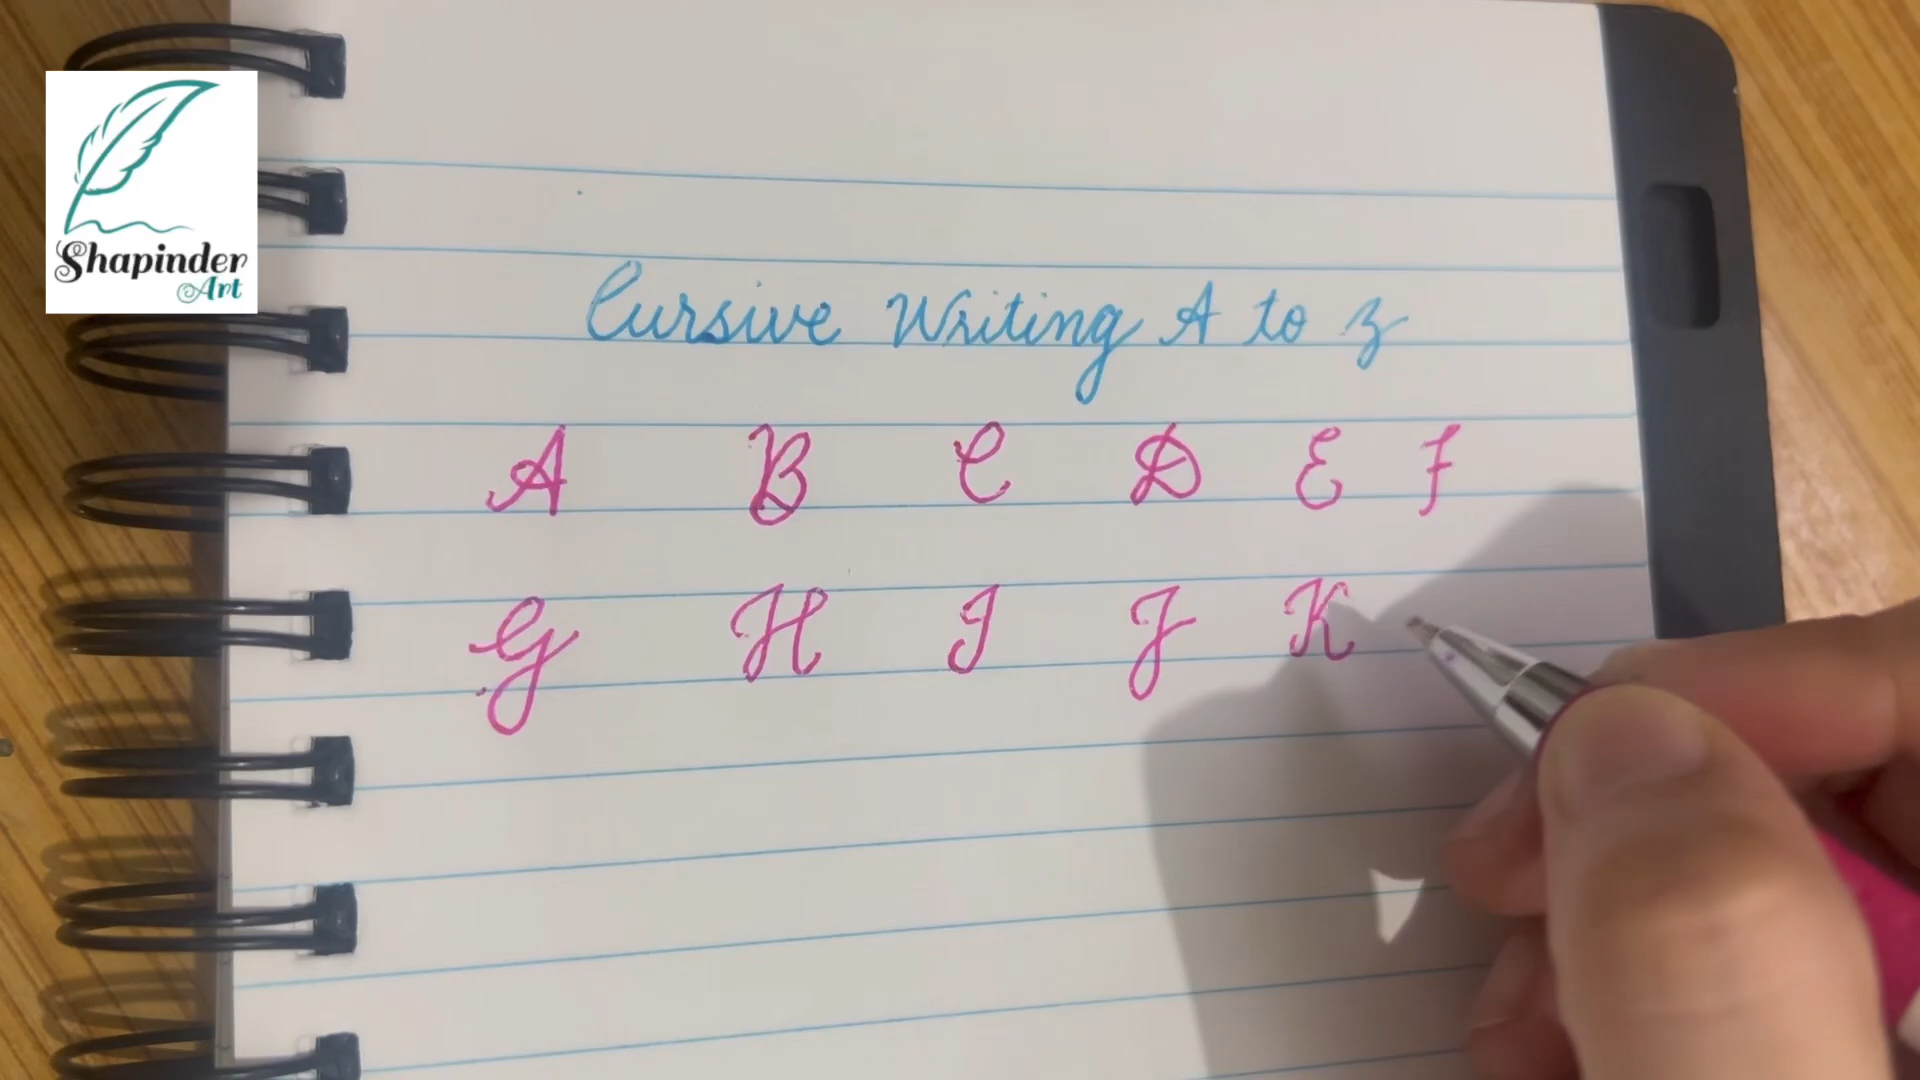 Shapinder
Art
Cursive Writing A to z
A B C D E F
G H I J K